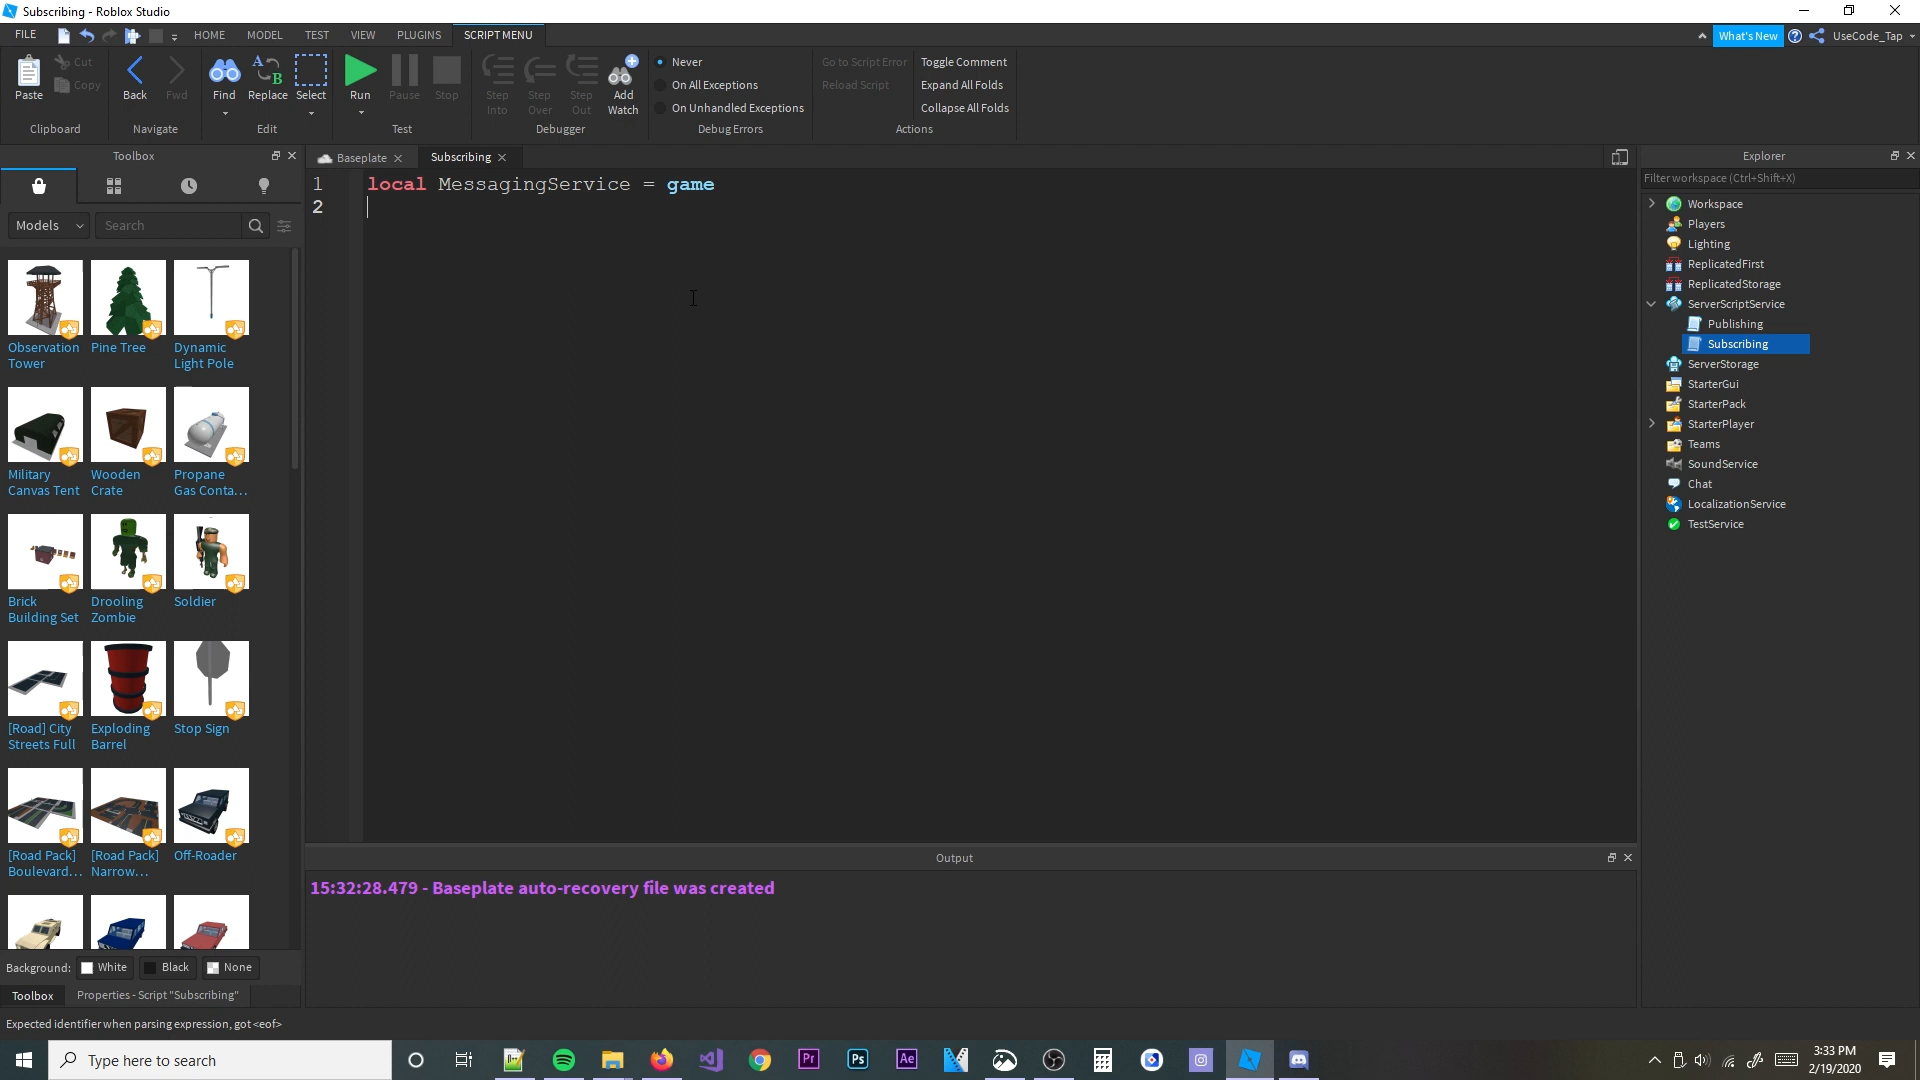 Subscribing - Roblox Studio
FILE HOME MODEL TEST VIEW PLUGINS SCRIPT MENU What's New UseCode_Tap
Paste Cut Copy
Clipboard
Back Fwd
Navigate
Find Replace Select
Edit
Run Pause Stop
Test
Step Into Step Over Step Out Add Watch
Debugger
Never
On All Exceptions
On Unhandled Exceptions
Debug Errors
Go to Script Error
Reload Script
Toggle Comment
Expand All Folds
Collapse All Folds
Actions
Toolbox
Models Search
Observation Tower
Pine Tree
Dynamic Light Pole
Military Canvas Tent
Wooden Crate
Propane Gas Conta...
Brick Building Set
Drooling Zombie
Soldier
[Road] City Streets Full
Exploding Barrel
Stop Sign
[Road Pack] Boulevard...
[Road Pack] Narrow...
Off-Roader
Background: White Black None
Toolbox Properties - Script "Subscribing"
Baseplate Subscribing
1 local MessagingService = game
2
Output
15:32:28.479 - Baseplate auto-recovery file was created
Explorer
Filter workspace (Ctrl+Shift+X)
Workspace
Players
Lighting
ReplicatedFirst
ReplicatedStorage
ServerScriptService
Publishing
Subscribing
ServerStorage
StarterGui
StarterPack
StarterPlayer
Teams
SoundService
Chat
LocalizationService
TestService
Expected identifier when parsing expression, got <eof>
Type here to search
Pr Ps Ae
3:33 PM
2/19/2020